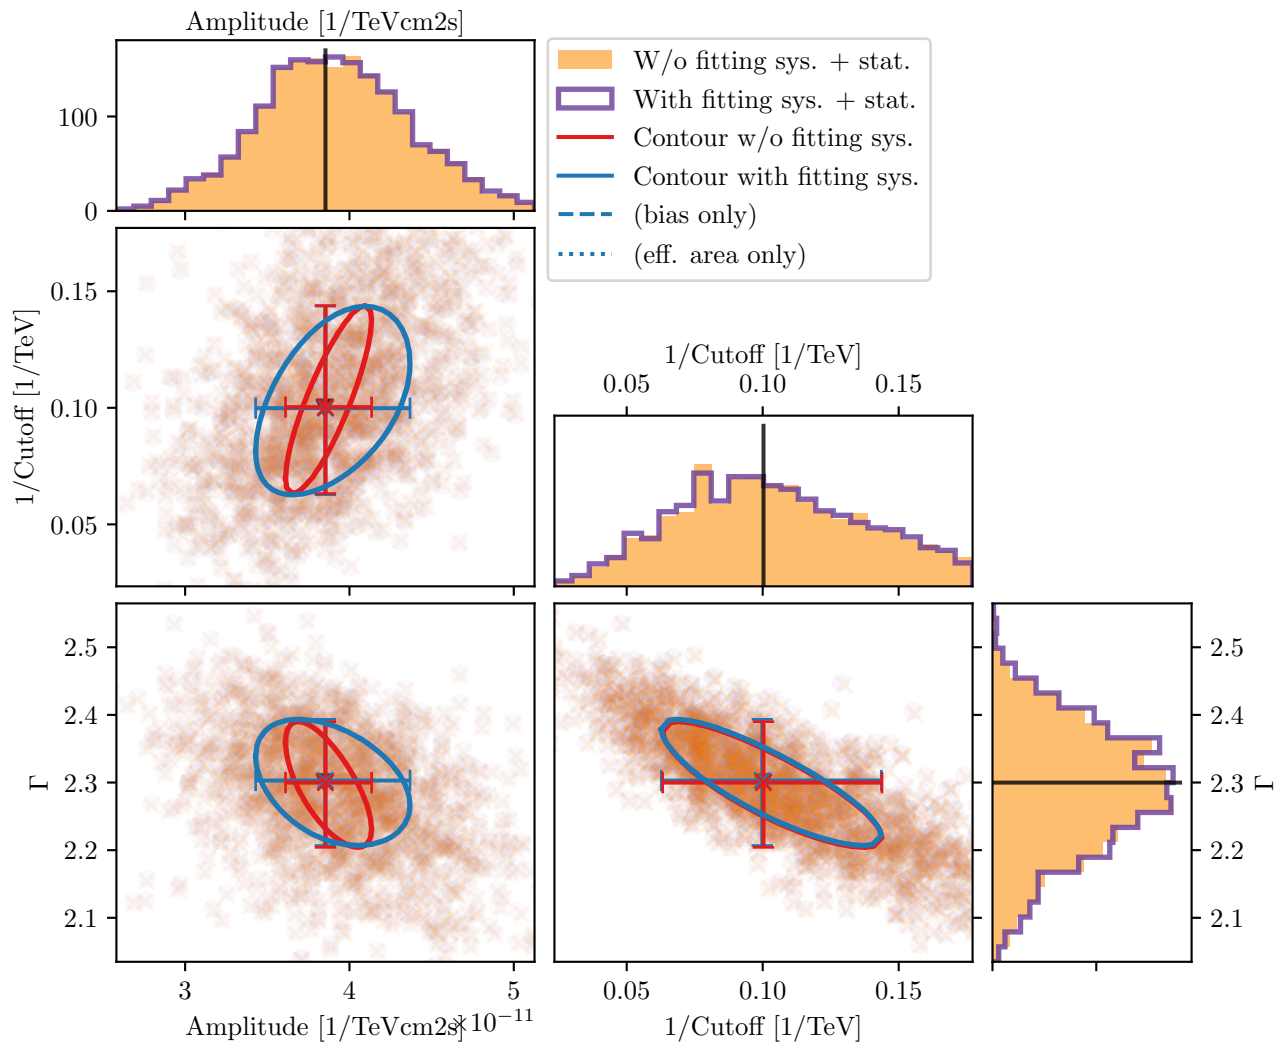 Amplitude [1/TeVcm2s]
100
0
W/o fitting sys. + stat.
With fitting sys. + stat.
Contour w/o fitting sys.
Contour with fitting sys.
(bias only)
(eff. area only)
1/Cutoff [1/TeV]
0.15
0.10
0.05
1/Cutoff [1/TeV]
0.05 0.10 0.15
Γ
2.5
2.4
2.3
2.2
2.1
2.5
2.4
2.3
2.2
2.1
Γ
3 4 5
Amplitude [1/TeVcm2s]
×10⁻¹¹
0.05 0.10 0.15
1/Cutoff [1/TeV]